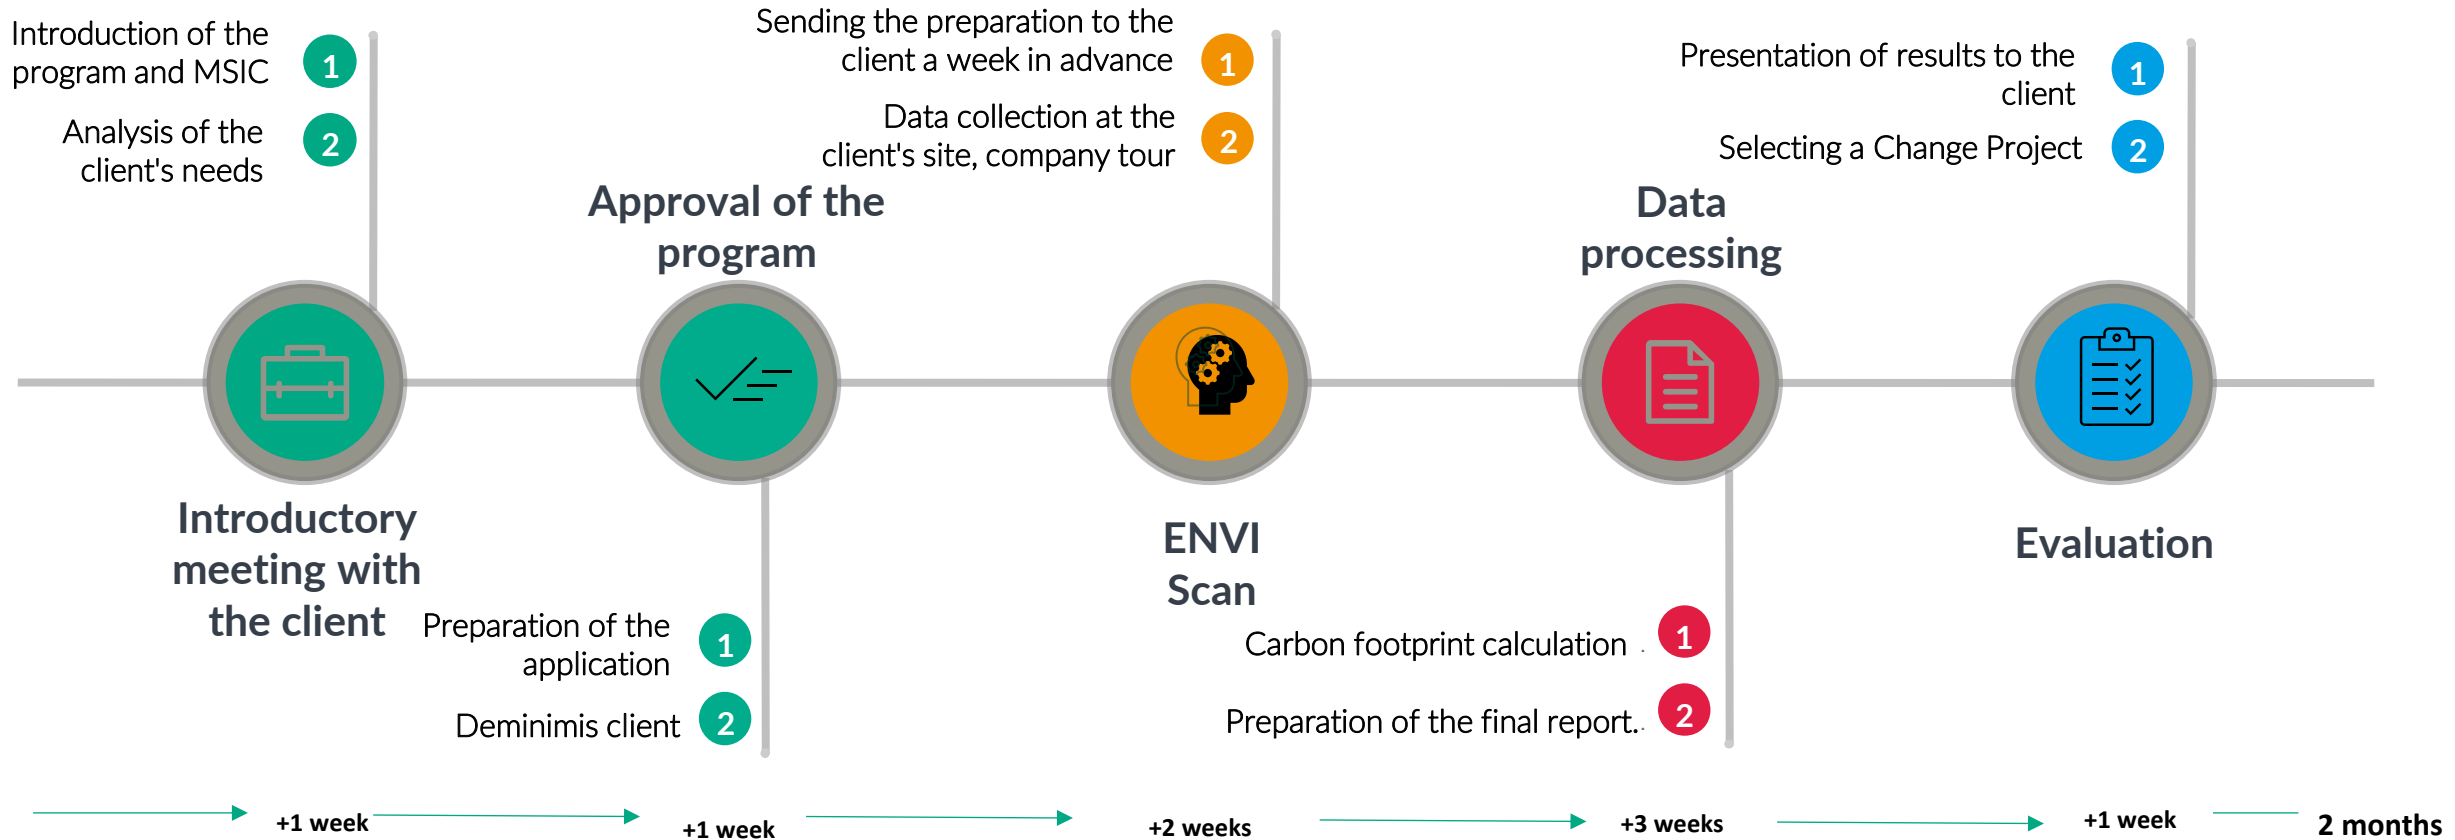 Introduction of the
program and MSIC
1
Analysis of the
client's needs
2
Introductory
meeting with
the client
Approval of the
program
Preparation of the
application
1
Deminimis client
2
Sending the preparation to the
client a week in advance
1
Data collection at the
client's site, company tour
2
ENVI
Scan
Data
processing
Carbon footprint calculation .
1
Preparation of the final report..
2
Presentation of results to the
client
1
Selecting a Change Project
2
Evaluation
+1 week
+1 week
+2 weeks
+3 weeks
+1 week
2 months